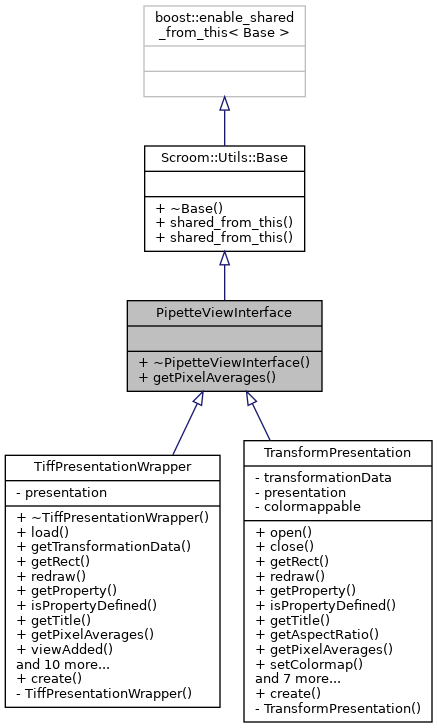 boost::enable_shared
_from_this< Base >
Scroom::Utils::Base
+ ~Base()
+ shared_from_this()
+ shared_from_this()
PipetteViewInterface
+ ~PipetteViewInterface()
+ getPixelAverages()
TiffPresentationWrapper
- presentation
+ ~TiffPresentationWrapper()
+ load()
+ getTransformationData()
+ getRect()
+ redraw()
+ getProperty()
+ isPropertyDefined()
+ getTitle()
+ getPixelAverages()
+ viewAdded()
and 10 more...
+ create()
- TiffPresentationWrapper()
TransformPresentation
- transformationData
- presentation
- colormappable
+ open()
+ close()
+ getRect()
+ redraw()
+ getProperty()
+ isPropertyDefined()
+ getTitle()
+ getAspectRatio()
+ getPixelAverages()
+ setColormap()
and 7 more...
+ create()
- TransformPresentation()